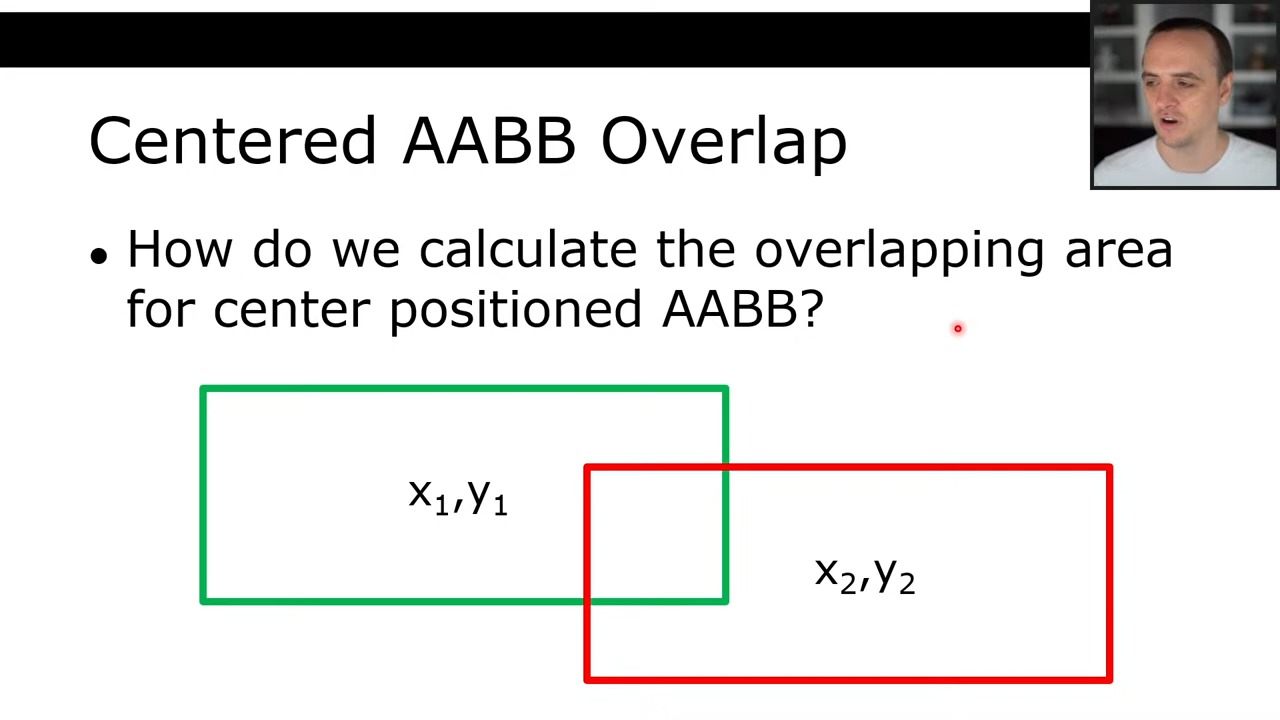 Centered AABB Overlap
• How do we calculate the overlapping area
for center positioned AABB?
x₁,y₁
x₂,y₂